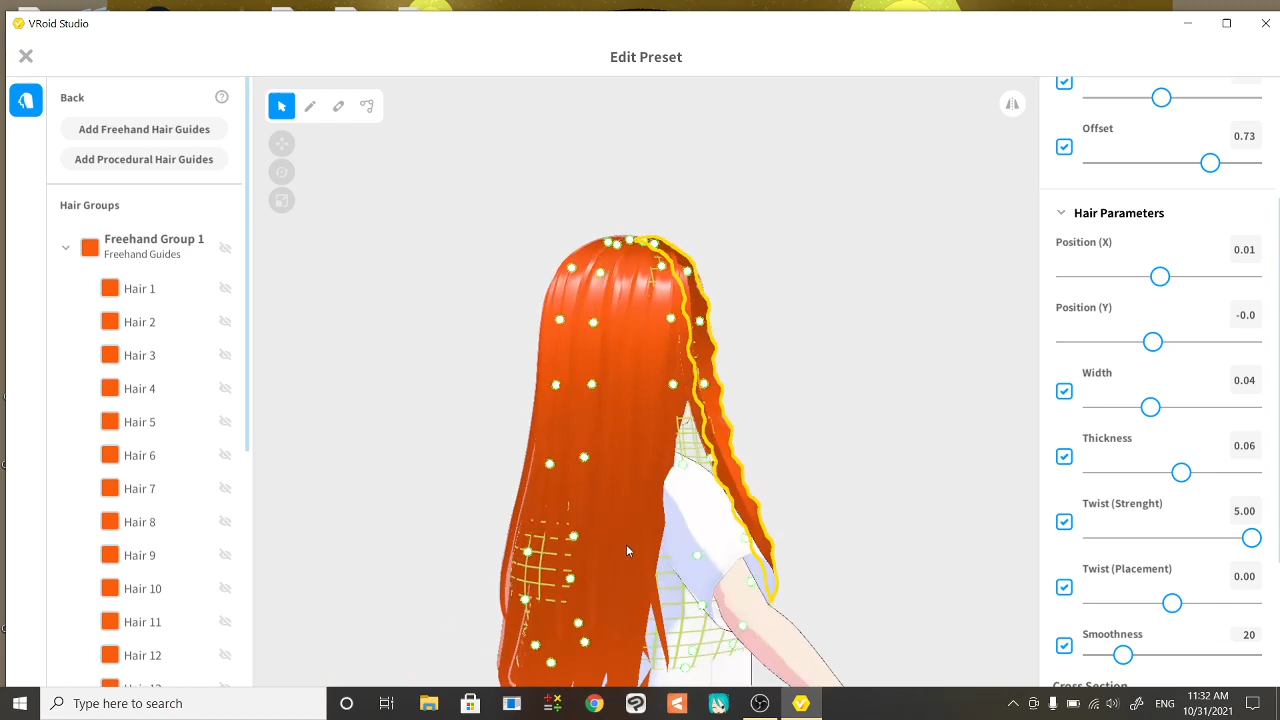 VRoid Studio
Edit Preset
Back
Add Freehand Hair Guides
Add Procedural Hair Guides
Hair Groups
Freehand Group 1
Freehand Guides
Hair 1
Hair 2
Hair 3
Hair 4
Hair 5
Hair 6
Hair 7
Hair 8
Hair 9
Hair 10
Hair 11
Hair 12
Offset
0.73
Hair Parameters
Position (X)
0.01
Position (Y)
-0.0
Width
0.04
Thickness
0.06
Twist (Strenght)
5.00
Twist (Placement)
0.00
Smoothness
20
Cross Section
Type here to search
ENG
11:32 AM
10/31/2021